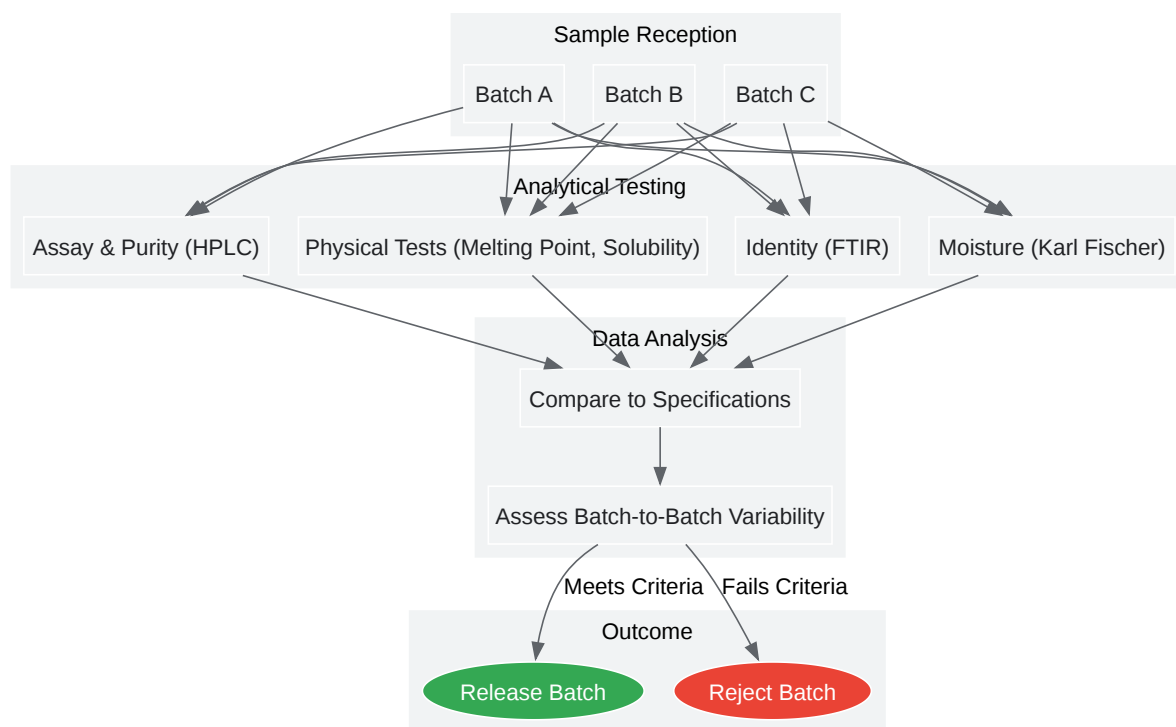 Sample Reception
Batch A
Batch B
Batch C
Analytical Testing
Assay & Purity (HPLC)
Physical Tests (Melting Point, Solubility)
Identity (FTIR)
Moisture (Karl Fischer)
Data Analysis
Compare to Specifications
Assess Batch-to-Batch Variability
Meets Criteria
Fails Criteria
Outcome
Release Batch
Reject Batch